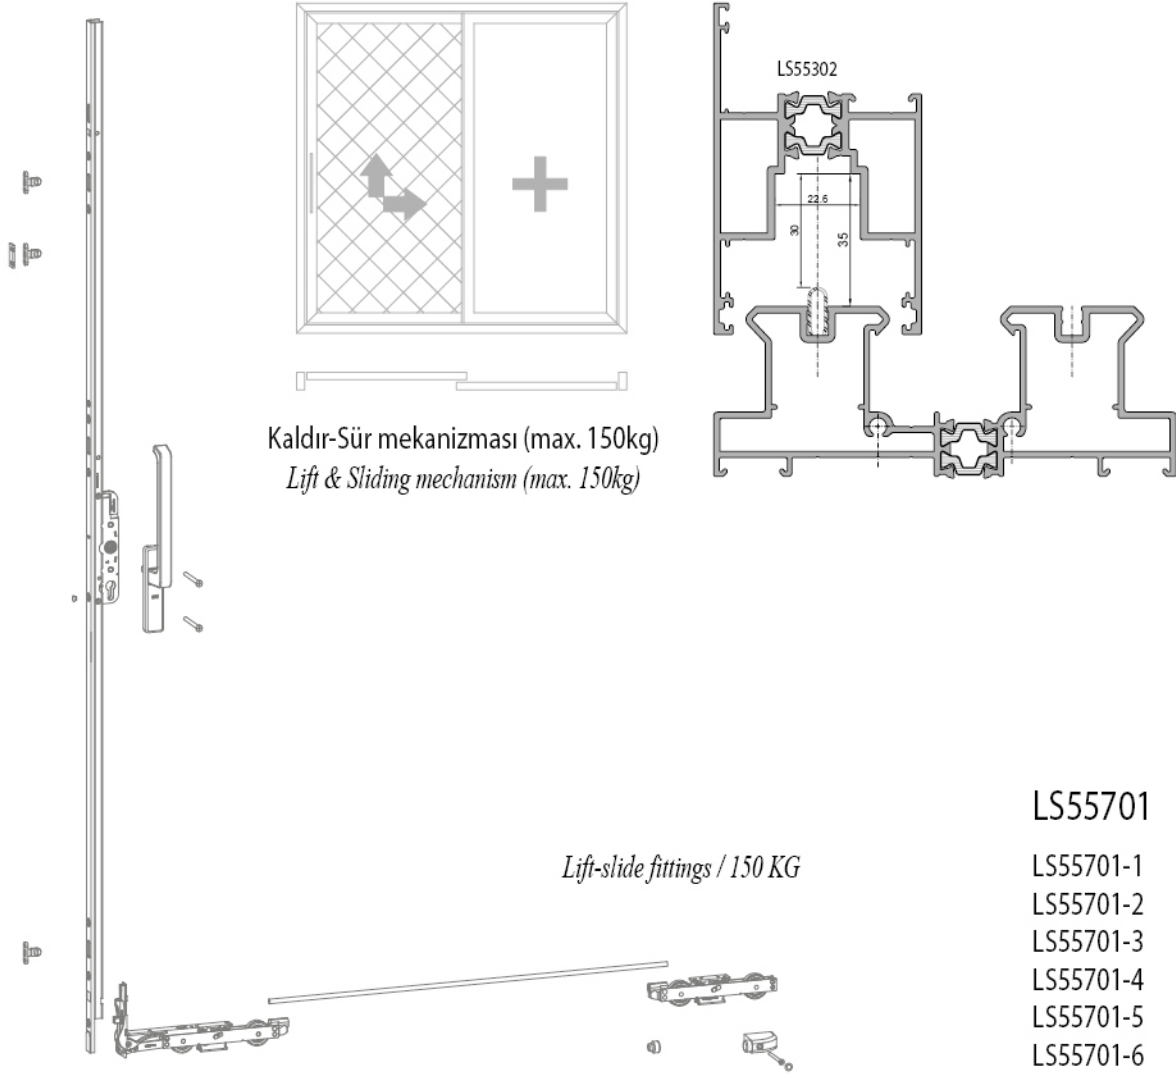 LS55302
22.6
30
35
Kaldır-Sür mekanizması (max. 150kg)
Lift & Sliding mechanism (max. 150kg)
Lift-slide fittings / 150 KG
LS55701
LS55701-1
LS55701-2
LS55701-3
LS55701-4
LS55701-5
LS55701-6